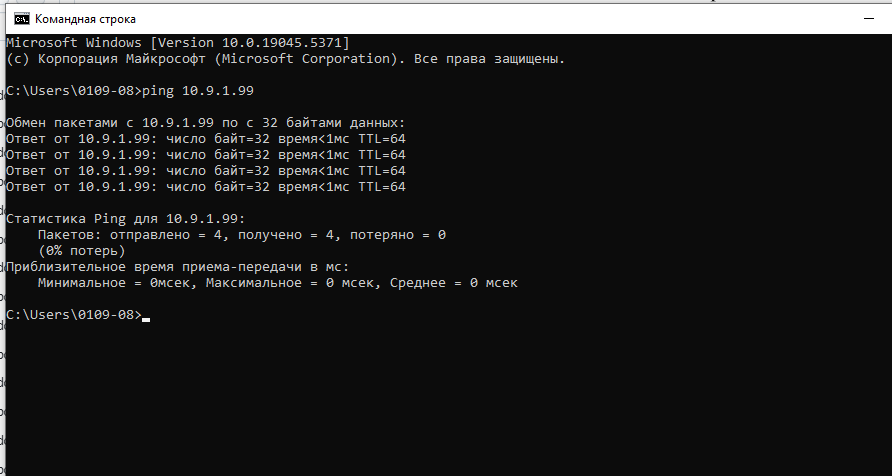 Командная строка
Microsoft Windows [Version 10.0.19045.5371]
(c) Корпорация Майкрософт (Microsoft Corporation). Все права защищены.
C:\Users\0109-08>ping 10.9.1.99
Обмен пакетами с 10.9.1.99 по с 32 байтами данных:
Ответ от 10.9.1.99: число байт=32 время<1мс TTL=64
Ответ от 10.9.1.99: число байт=32 время<1мс TTL=64
Ответ от 10.9.1.99: число байт=32 время<1мс TTL=64
Ответ от 10.9.1.99: число байт=32 время<1мс TTL=64
Статистика Ping для 10.9.1.99:
Пакетов: отправлено = 4, получено = 4, потеряно = 0
(0% потерь)
Приблизительное время приема-передачи в мс:
Минимальное = 0мсек, Максимальное = 0 мсек, Среднее = 0 мсек
C:\Users\0109-08>